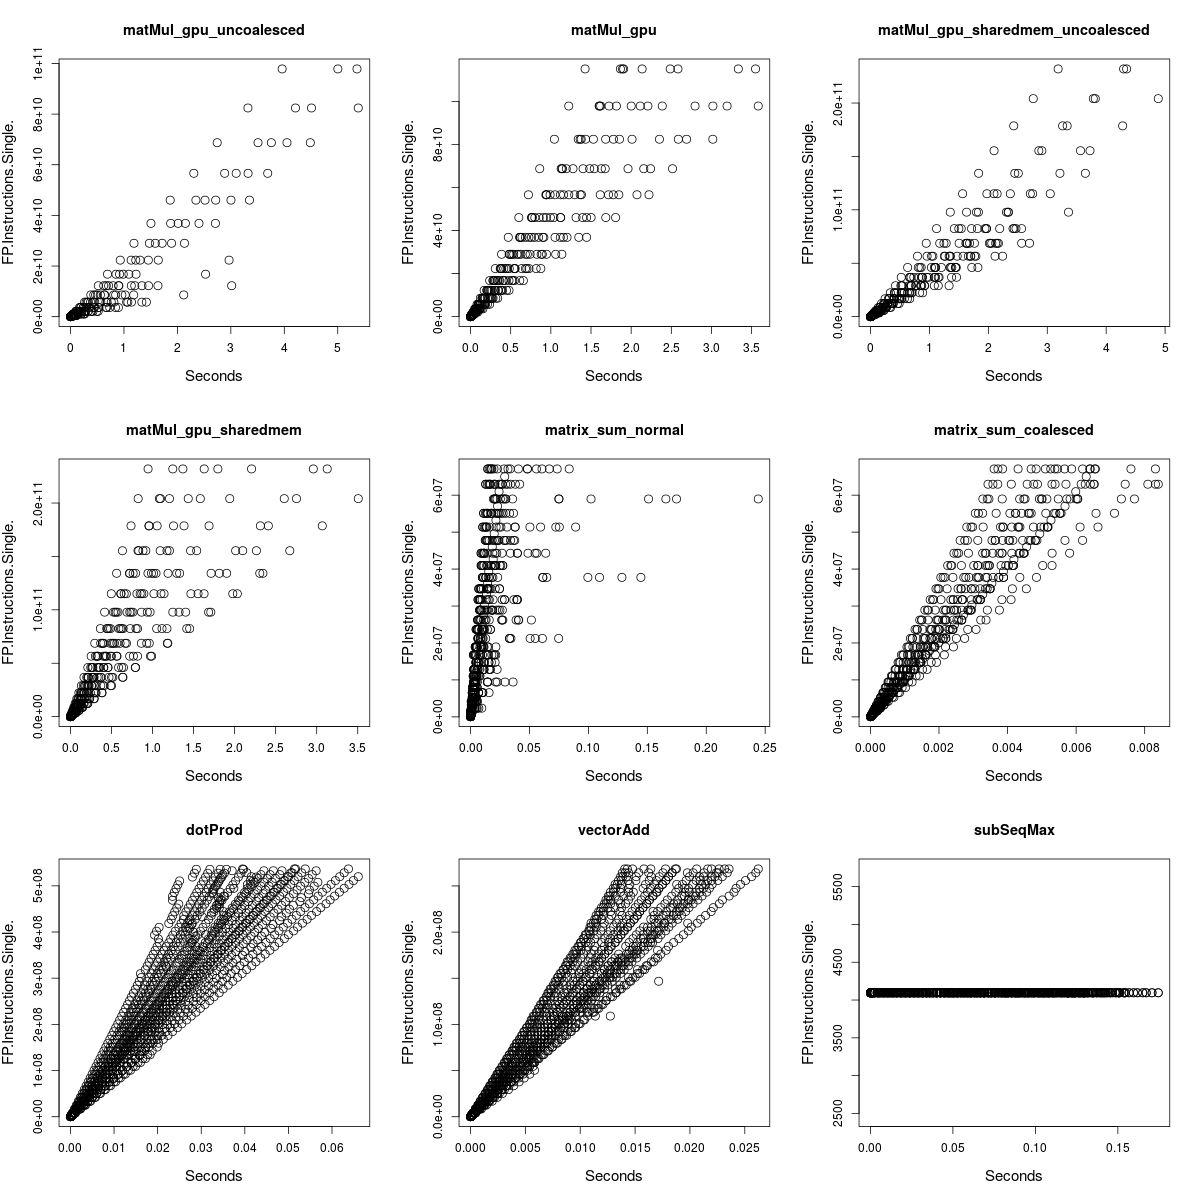 matMul_gpu_uncoalesced
FP.Instructions.Single.
0e+00 2e+10 4e+10 6e+10 8e+10 1e+11
0 1 2 3 4 5
Seconds
matMul_gpu
FP.Instructions.Single.
0e+00 4e+10 8e+10
0.0 0.5 1.0 1.5 2.0 2.5 3.0 3.5
Seconds
matMul_gpu_sharedmem_uncoalesced
FP.Instructions.Single.
0.0e+00 1.0e+11 2.0e+11
0 1 2 3 4 5
Seconds
matMul_gpu_sharedmem
FP.Instructions.Single.
0.0e+00 1.0e+11 2.0e+11
0.0 0.5 1.0 1.5 2.0 2.5 3.0 3.5
Seconds
matrix_sum_normal
FP.Instructions.Single.
0e+00 2e+07 4e+07 6e+07
0.00 0.05 0.10 0.15 0.20 0.25
Seconds
matrix_sum_coalesced
FP.Instructions.Single.
0e+00 2e+07 4e+07 6e+07
0.000 0.002 0.004 0.006 0.008
Seconds
dotProd
FP.Instructions.Single.
0e+00 1e+08 2e+08 3e+08 4e+08 5e+08
0.00 0.01 0.02 0.03 0.04 0.05 0.06
Seconds
vectorAdd
FP.Instructions.Single.
0.0e+00 1.0e+08 2.0e+08
0.000 0.005 0.010 0.015 0.020 0.025
Seconds
subSeqMax
FP.Instructions.Single.
2500 3500 4500 5500
0.00 0.05 0.10 0.15
Seconds